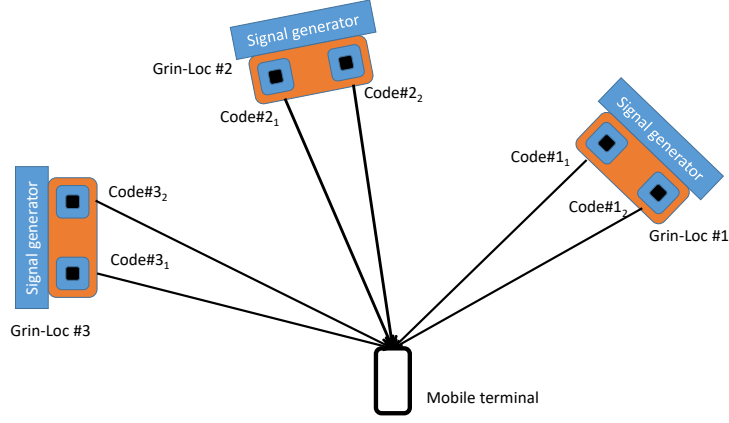 Signal generator
Grin-Loc #2
Code#2₁
Code#2₂
Signal generator
Code#1₁
Code#1₂
Grin-Loc #1
Signal generator
Code#3₂
Code#3₁
Grin-Loc #3
Mobile terminal